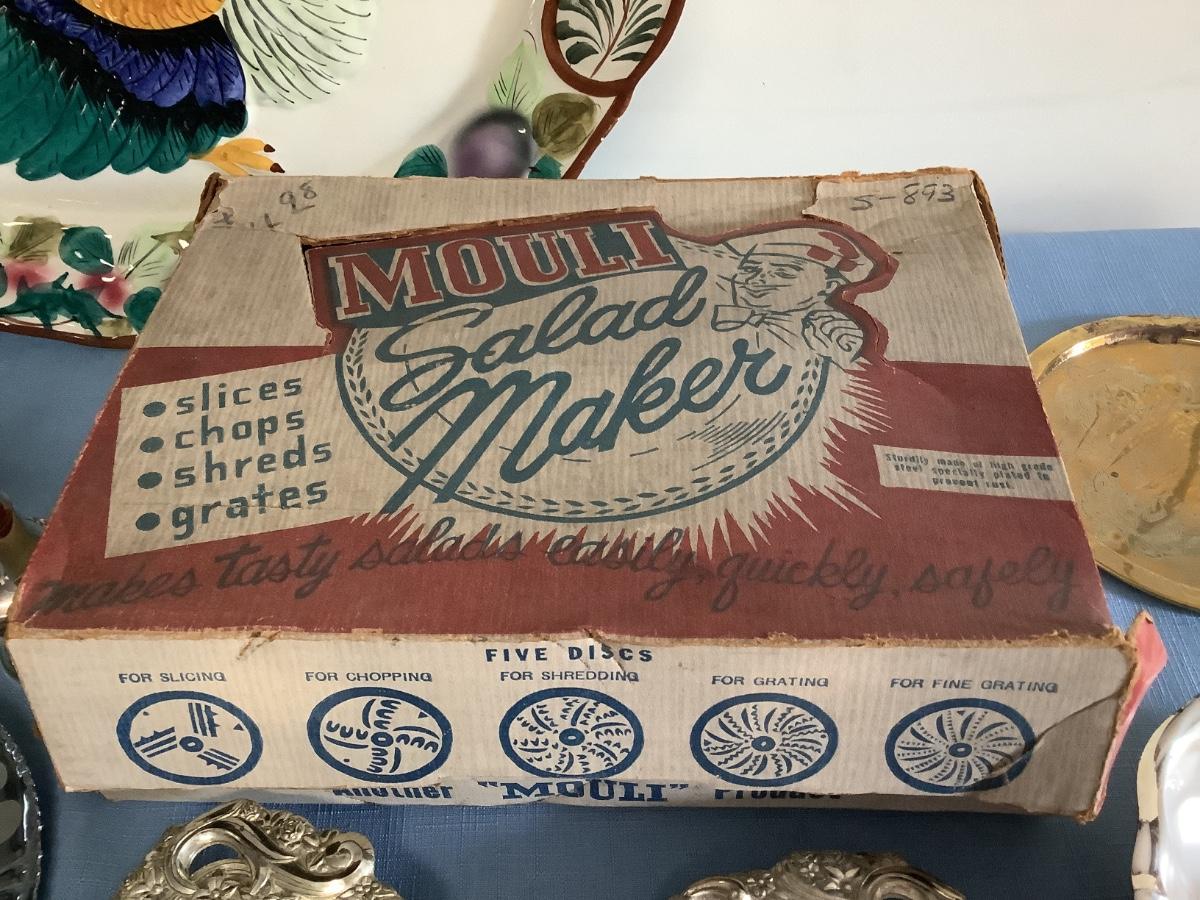 98
S-893
MOULI
Salad
Maker
• slices
• chops
• shreds
• grates
Sturdily made of high grade
steel specially plated to
prevent rust.
makes tasty salads easily, quickly, safely
FIVE DISCS
FOR SLICING
FOR CHOPPING
FOR SHREDDING
FOR GRATING
FOR FINE GRATING
Another "MOULI" Product